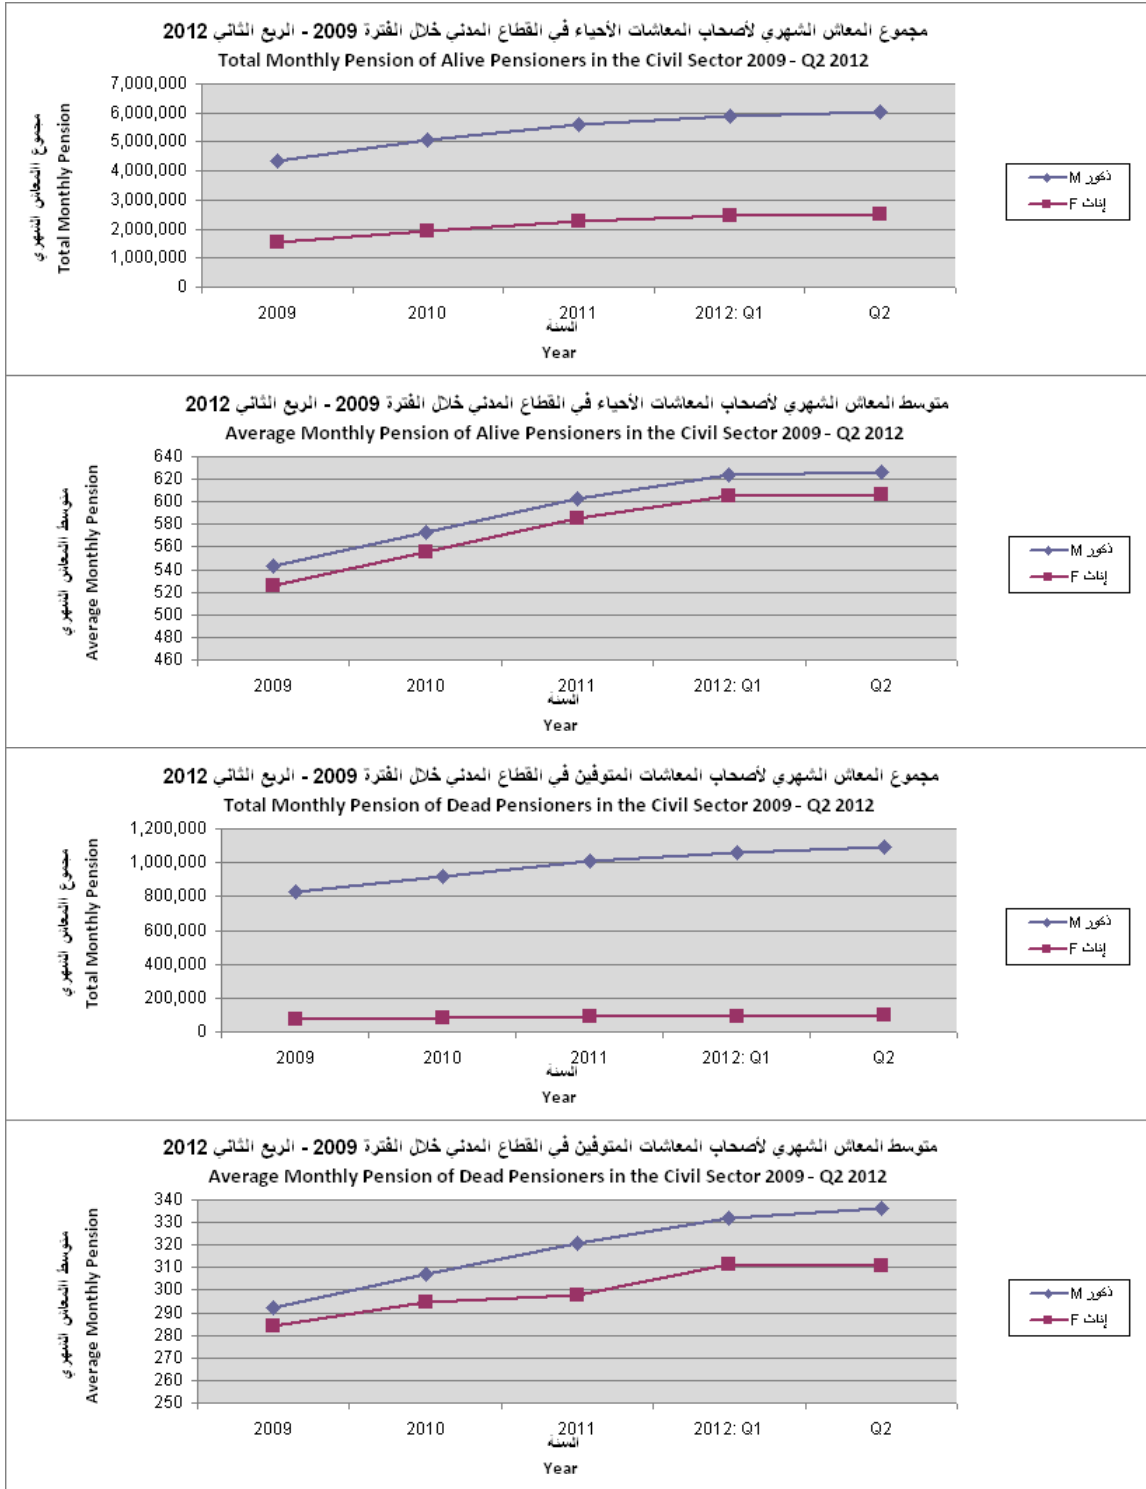 مجموع المعاش الشهري لأصحاب المعاشات الأحياء في القطاع المدني خلال الفترة 2009 - الربع الثاني 2012
Total Monthly Pension of Alive Pensioners in the Civil Sector 2009 - Q2 2012
مجموع المعاش الشهري
Total Monthly Pension
7,000,000
6,000,000
5,000,000
4,000,000
3,000,000
2,000,000
1,000,000
0
2009 2010 2011 2012: Q1 Q2
السنة
Year
ذكور M
إناث F
متوسط المعاش الشهري لأصحاب المعاشات الأحياء في القطاع المدني خلال الفترة 2009 - الربع الثاني 2012
Average Monthly Pension of Alive Pensioners in the Civil Sector 2009 - Q2 2012
متوسط المعاش الشهري
Average Monthly Pension
640
620
600
580
560
540
520
500
480
460
2009 2010 2011 2012: Q1 Q2
السنة
Year
ذكور M
إناث F
مجموع المعاش الشهري لأصحاب المعاشات المتوفين في القطاع المدني خلال الفترة 2009 - الربع الثاني 2012
Total Monthly Pension of Dead Pensioners in the Civil Sector 2009 - Q2 2012
مجموع المعاش الشهري
Total Monthly Pension
1,200,000
1,000,000
800,000
600,000
400,000
200,000
0
2009 2010 2011 2012: Q1 Q2
السنة
Year
ذكور M
إناث F
متوسط المعاش الشهري لأصحاب المعاشات المتوفين في القطاع المدني خلال الفترة 2009 - الربع الثاني 2012
Average Monthly Pension of Dead Pensioners in the Civil Sector 2009 - Q2 2012
متوسط المعاش الشهري
Average Monthly Pension
340
330
320
310
300
290
280
270
260
250
2009 2010 2011 2012: Q1 Q2
السنة
Year
ذكور M
إناث F